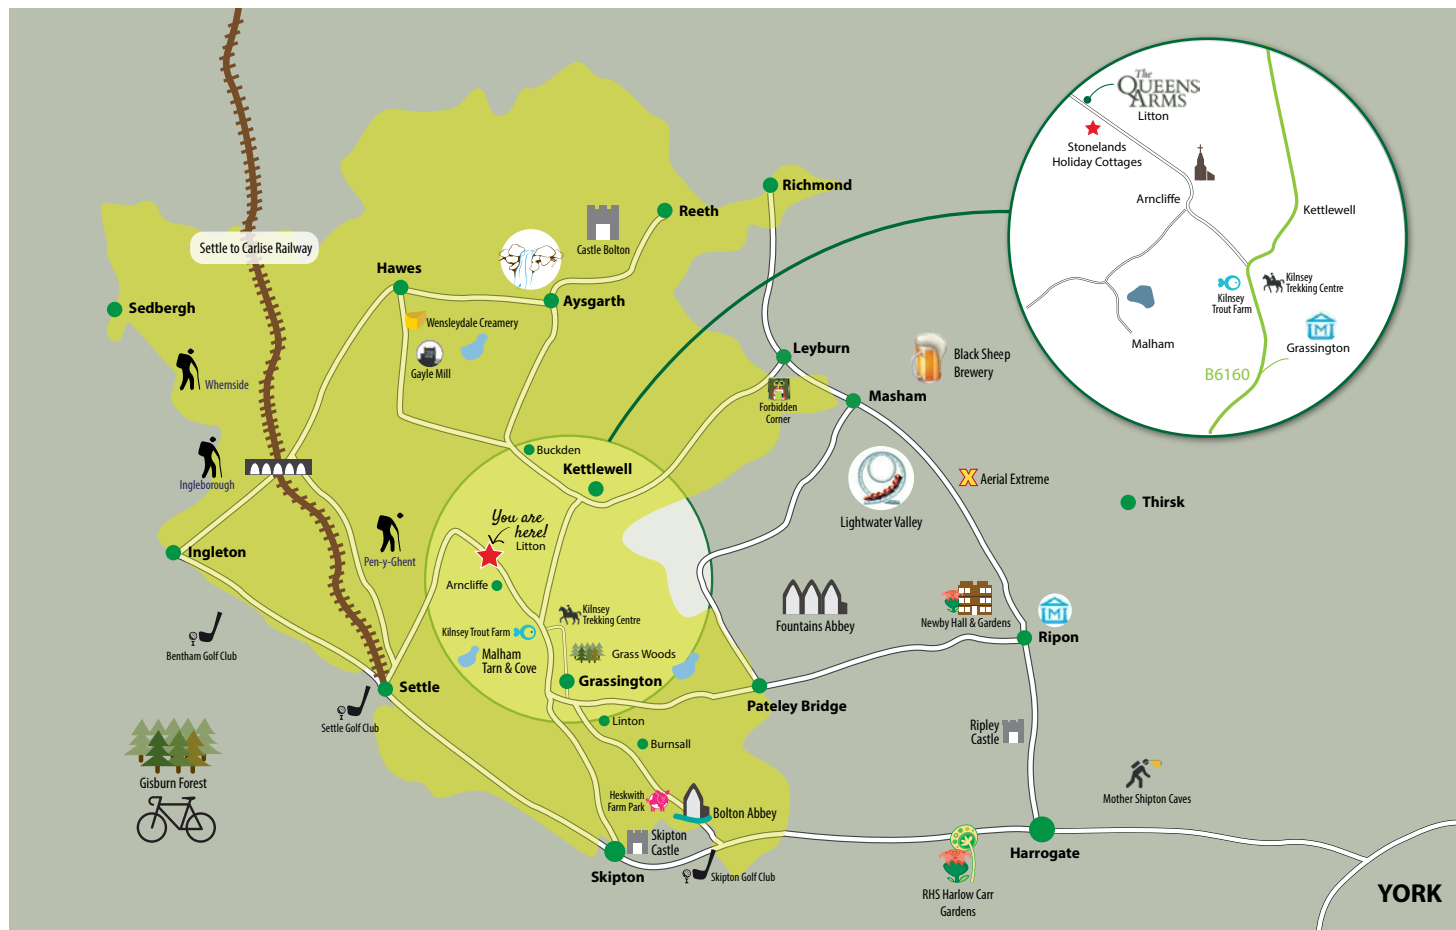 The
QUEENS
ARMS
Litton
Stonelands
Holiday Cottages
Arncliffe
Kettlewell
Kilnsey
Trekking Centre
Kilnsey
Trout Farm
Malham
Grassington
B6160
Richmond
Reeth
Castle Bolton
Settle to Carlise Railway
Hawes
Aysgarth
Sedbergh
Wensleydale Creamery
Gayle Mill
Whernside
Leyburn
Black Sheep
Brewery
Masham
Forbidden
Corner
Buckden
Kettlewell
Ingleborough
Aerial Extreme
Lightwater Valley
Thirsk
You are
here!
Litton
Ingleton
Pen-y-Ghent
Arncliffe
Kilnsey
Trekking Centre
Kilnsey Trout Farm
Fountains Abbey
Newby Hall & Gardens
Ripon
Bentham Golf Club
Malham
Tarn & Cove
Grass Woods
Grassington
Settle
Settle Golf Club
Pateley Bridge
Linton
Burnsall
Ripley
Castle
Gisburn Forest
Heskwith
Farm Park
Bolton Abbey
Mother Shipton Caves
Skipton
Castle
Skipton
Skipton Golf Club
Harrogate
RHS Harlow Carr
Gardens
YORK